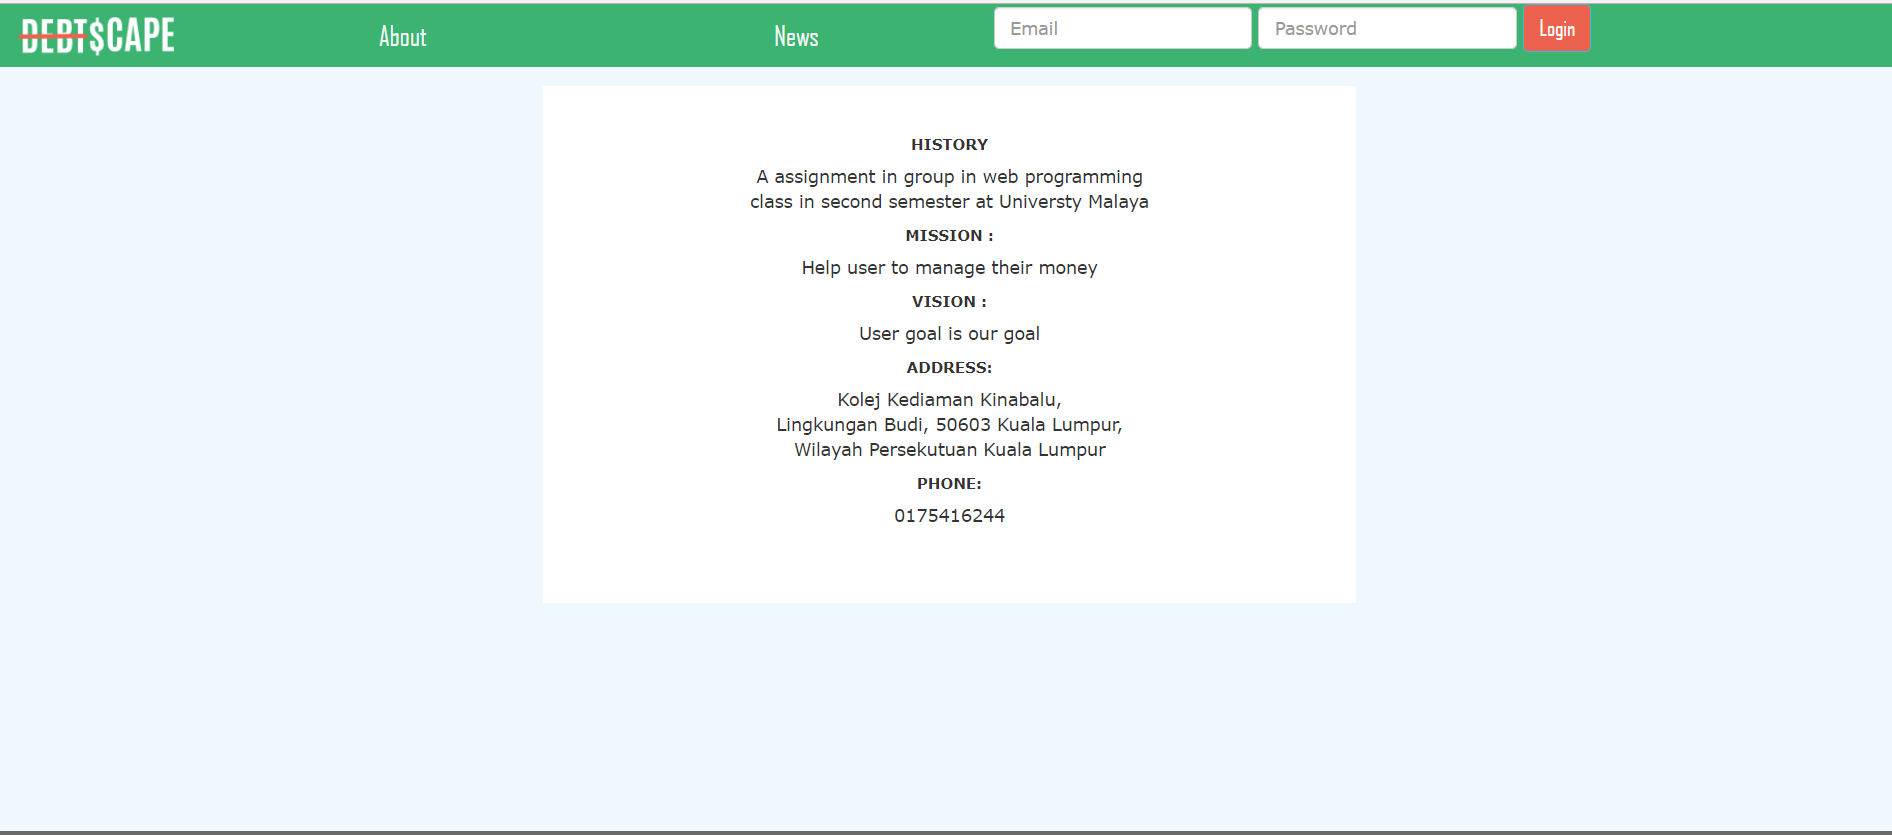 DEBT$CAPE
About
News
Email
Password
Login
HISTORY
A assignment in group in web programming
class in second semester at Universty Malaya
MISSION :
Help user to manage their money
VISION :
User goal is our goal
ADDRESS:
Kolej Kediaman Kinabalu,
Lingkungan Budi, 50603 Kuala Lumpur,
Wilayah Persekutuan Kuala Lumpur
PHONE:
0175416244